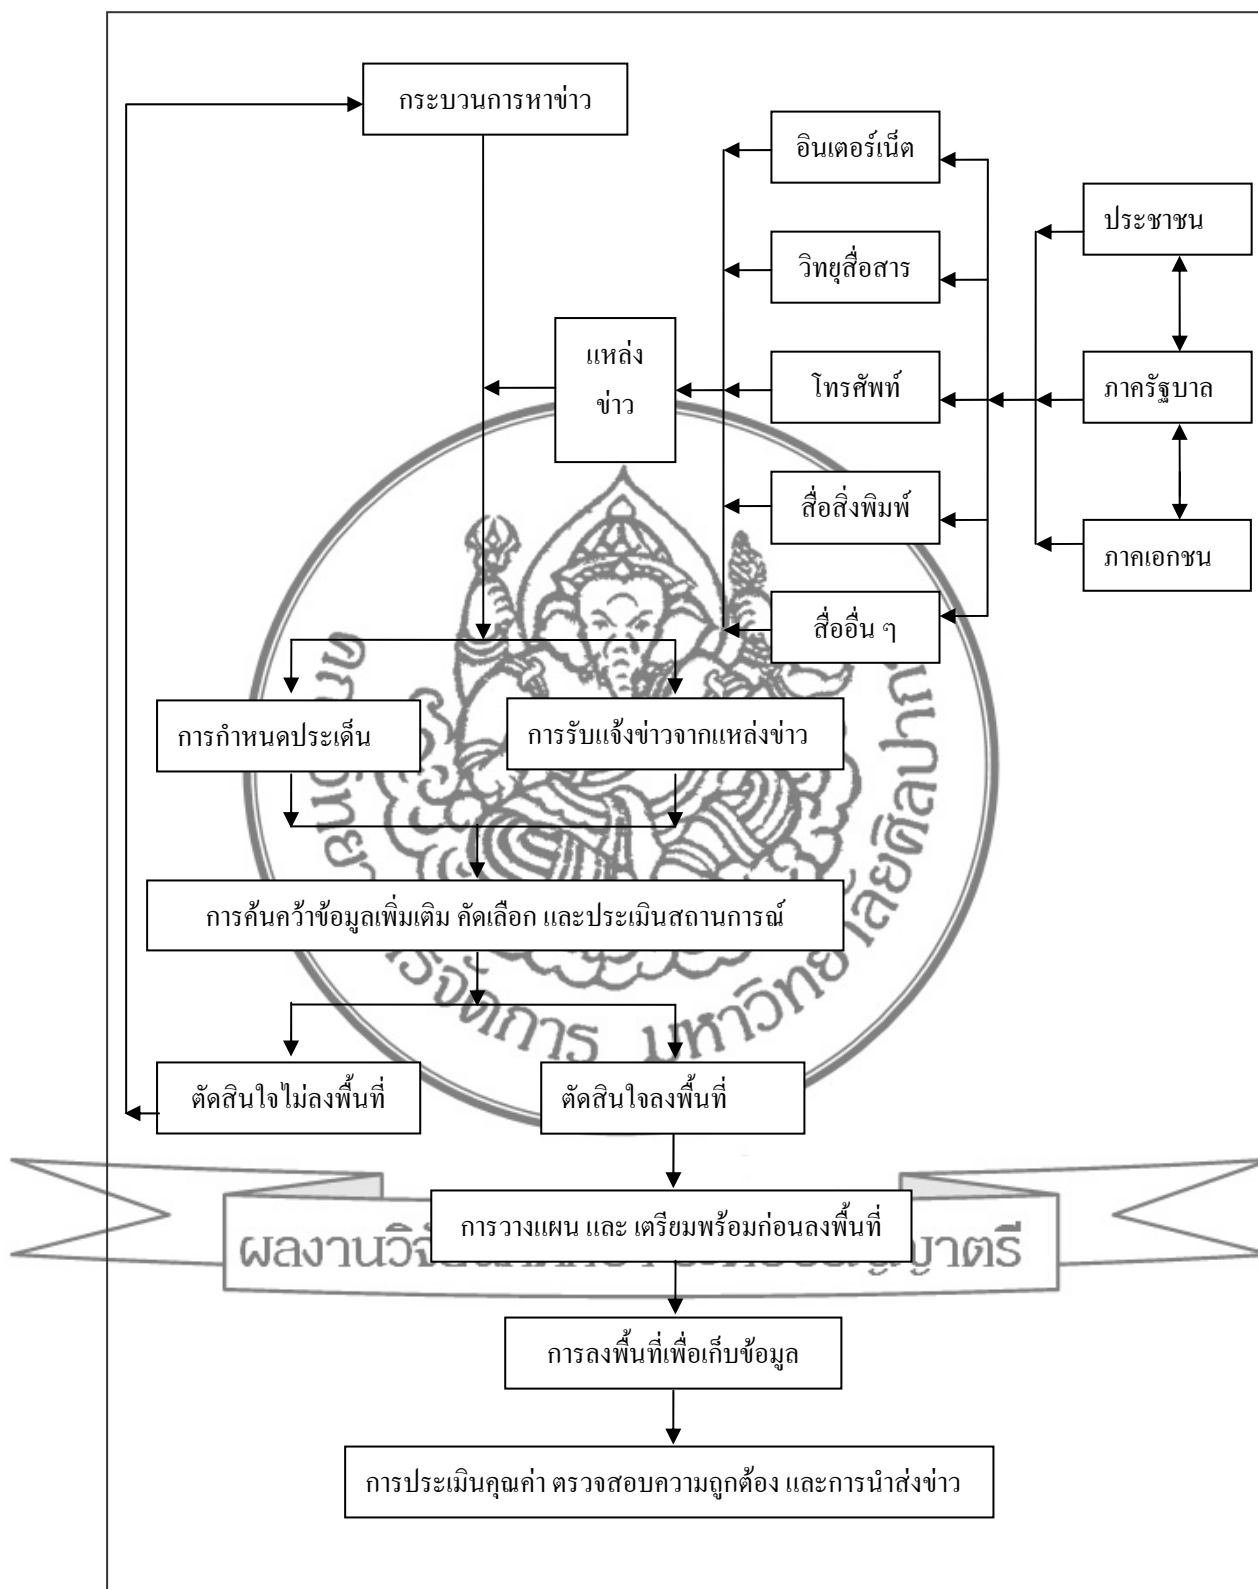 กระบวนการหาข่าว
อินเตอร์เน็ต
ประชาชน
วิทยุสื่อสาร
แหล่ง
ข่าว
โทรศัพท์
ภาครัฐบาล
สื่อสิ่งพิมพ์
ภาคเอกชน
สื่ออื่น ๆ
การกำหนดประเด็น
การรับแจ้งข่าวจากแหล่งข่าว
การค้นคว้าข้อมูลเพิ่มเติม คัดเลือก และประเมินสถานการณ์
ตัดสินใจไม่ลงพื้นที่
ตัดสินใจลงพื้นที่
การวางแผน และ เตรียมพร้อมก่อนลงพื้นที่
การลงพื้นที่เพื่อเก็บข้อมูล
การประเมินคุณค่า ตรวจสอบความถูกต้อง และการนำส่งข่าว
มหาวิทยาลัยศิลปากร